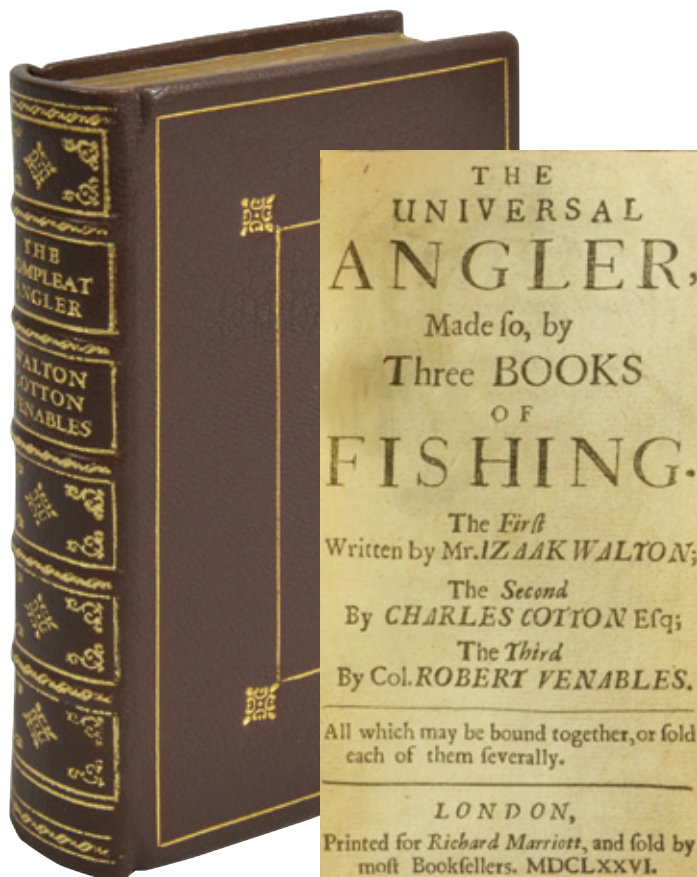 THE
COMPLEAT
ANGLER
WALTON
COTTON
VENABLES
THE
UNIVERSAL
ANGLER,
Made ſo, by
Three BOOKS
OF
FISHING.
The Firſt
Written by Mr. IZAAK WALTON;
The Second
By CHARLES COTTON Eſq;
The Third
By Col. ROBERT VENABLES.
All which may be bound together, or ſold
each of them ſeverally.
LONDON,
Printed for Richard Marriott, and ſold by
moſt Bookſellers. MDCLXXVI.